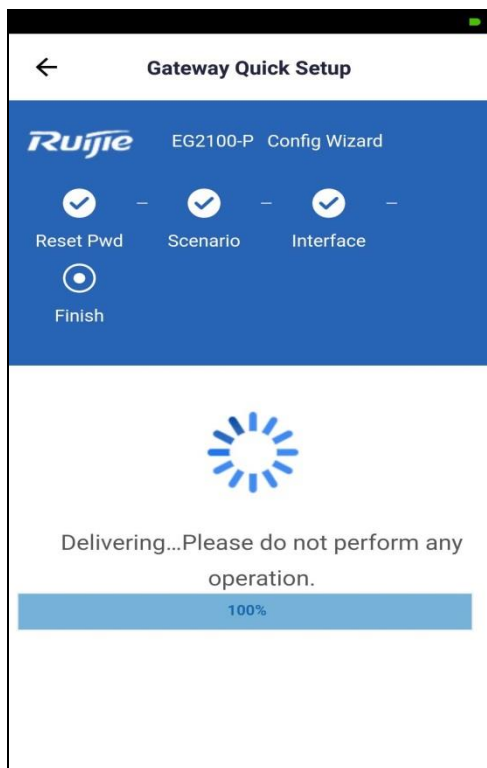 Gateway Quick Setup
Ruijie EG2100-P Config Wizard
Reset Pwd – Scenario – Interface –
Finish
Delivering...Please do not perform any
operation.
100%